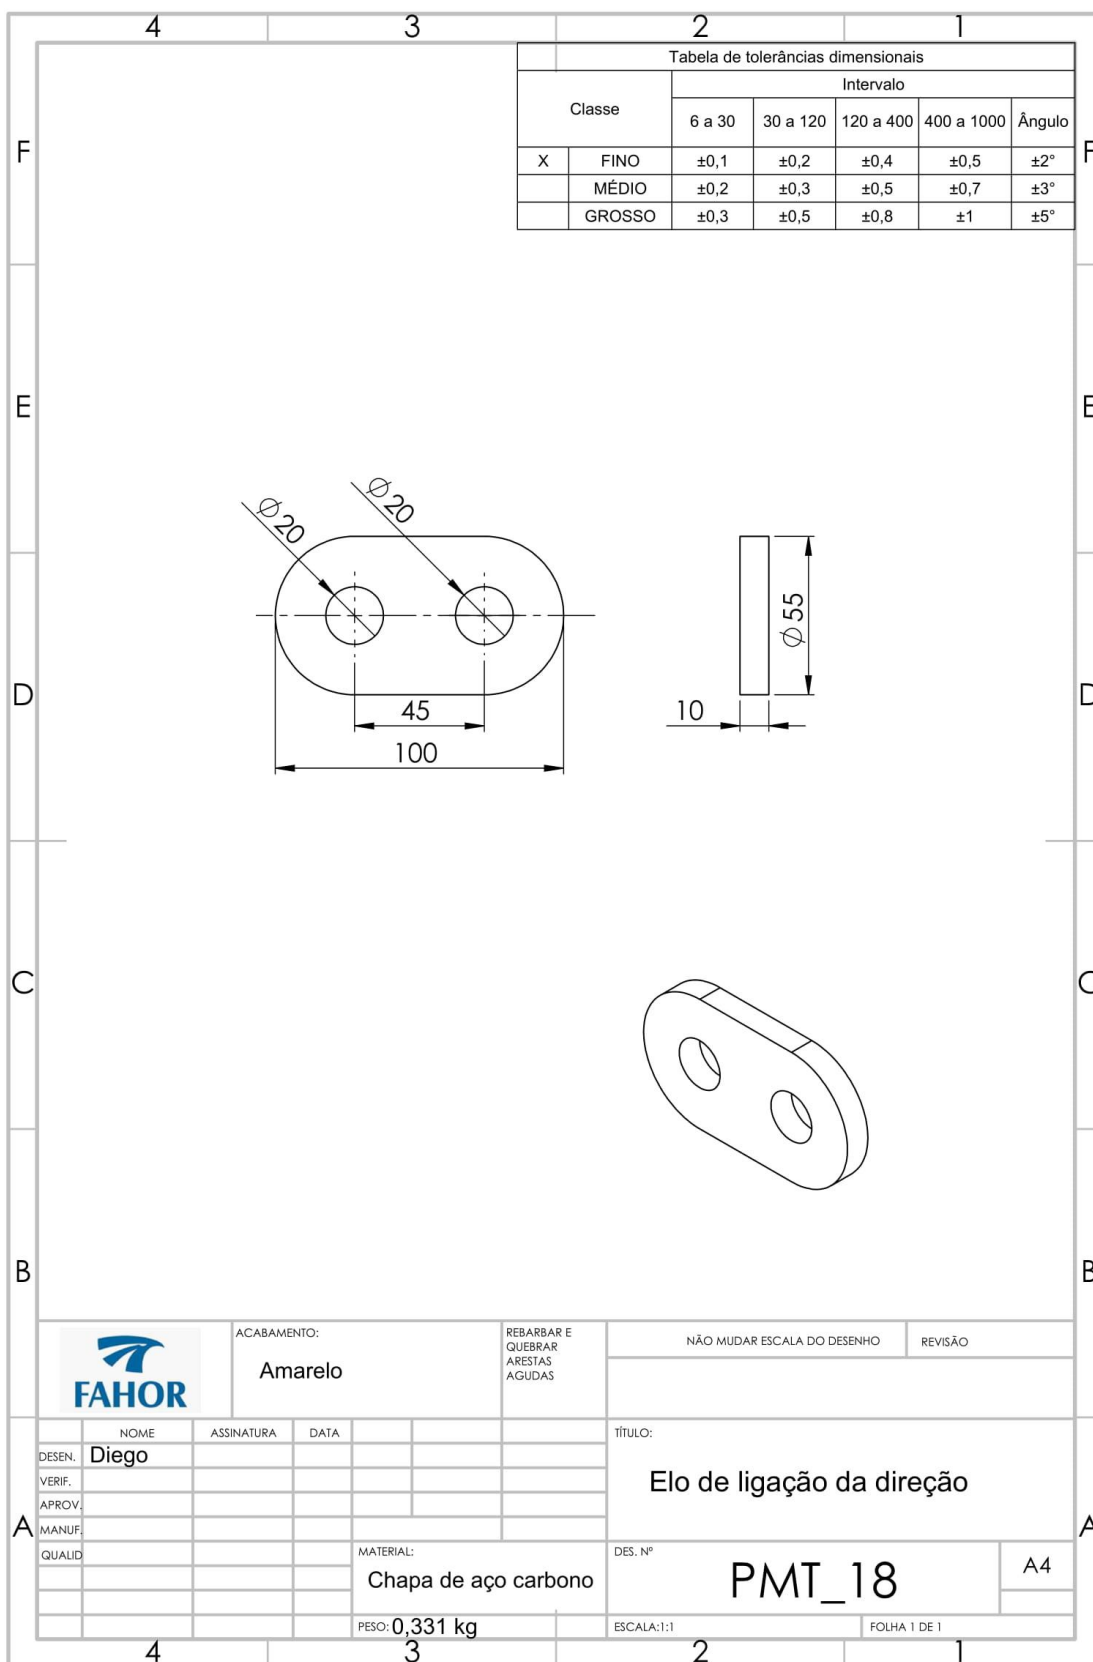 4 3 2 1
Tabela de tolerâncias dimensionais
Classe
Intervalo
6 a 30 30 a 120 120 a 400 400 a 1000 Ângulo
X FINO ±0,1 ±0,2 ±0,4 ±0,5 ±2°
MÉDIO ±0,2 ±0,3 ±0,5 ±0,7 ±3°
GROSSO ±0,3 ±0,5 ±0,8 ±1 ±5°
F F
E E
∅20 ∅20
∅55
D D
45
10
100
C C
B B
FAHOR
ACABAMENTO:
Amarelo
REBARBAR E
QUEBRAR
ARESTAS
AGUDAS
NÃO MUDAR ESCALA DO DESENHO
REVISÃO
NOME ASSINATURA DATA
DESEN. Diego
VERIF.
APROV.
MANUF.
QUALID
TÍTULO:
Elo de ligação da direção
A A
MATERIAL:
Chapa de aço carbono
DES. Nº
PMT_18
A4
PESO: 0,331 kg
ESCALA:1:1
FOLHA 1 DE 1
4 3 2 1